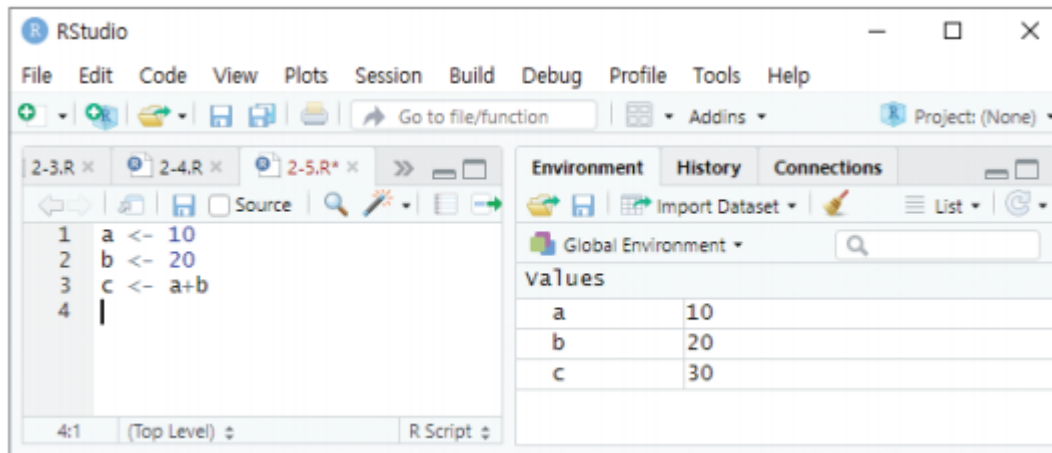 RStudio
File Edit Code View Plots Session Build Debug Profile Tools Help
Go to file/function Addins Project: (None)
2-3.R 2-4.R 2-5.R*
Source
1 a <- 10
2 b <- 20
3 c <- a+b
4
4:1 (Top Level) R Script
Environment History Connections
Import Dataset List
Global Environment
Values
a 10
b 20
c 30